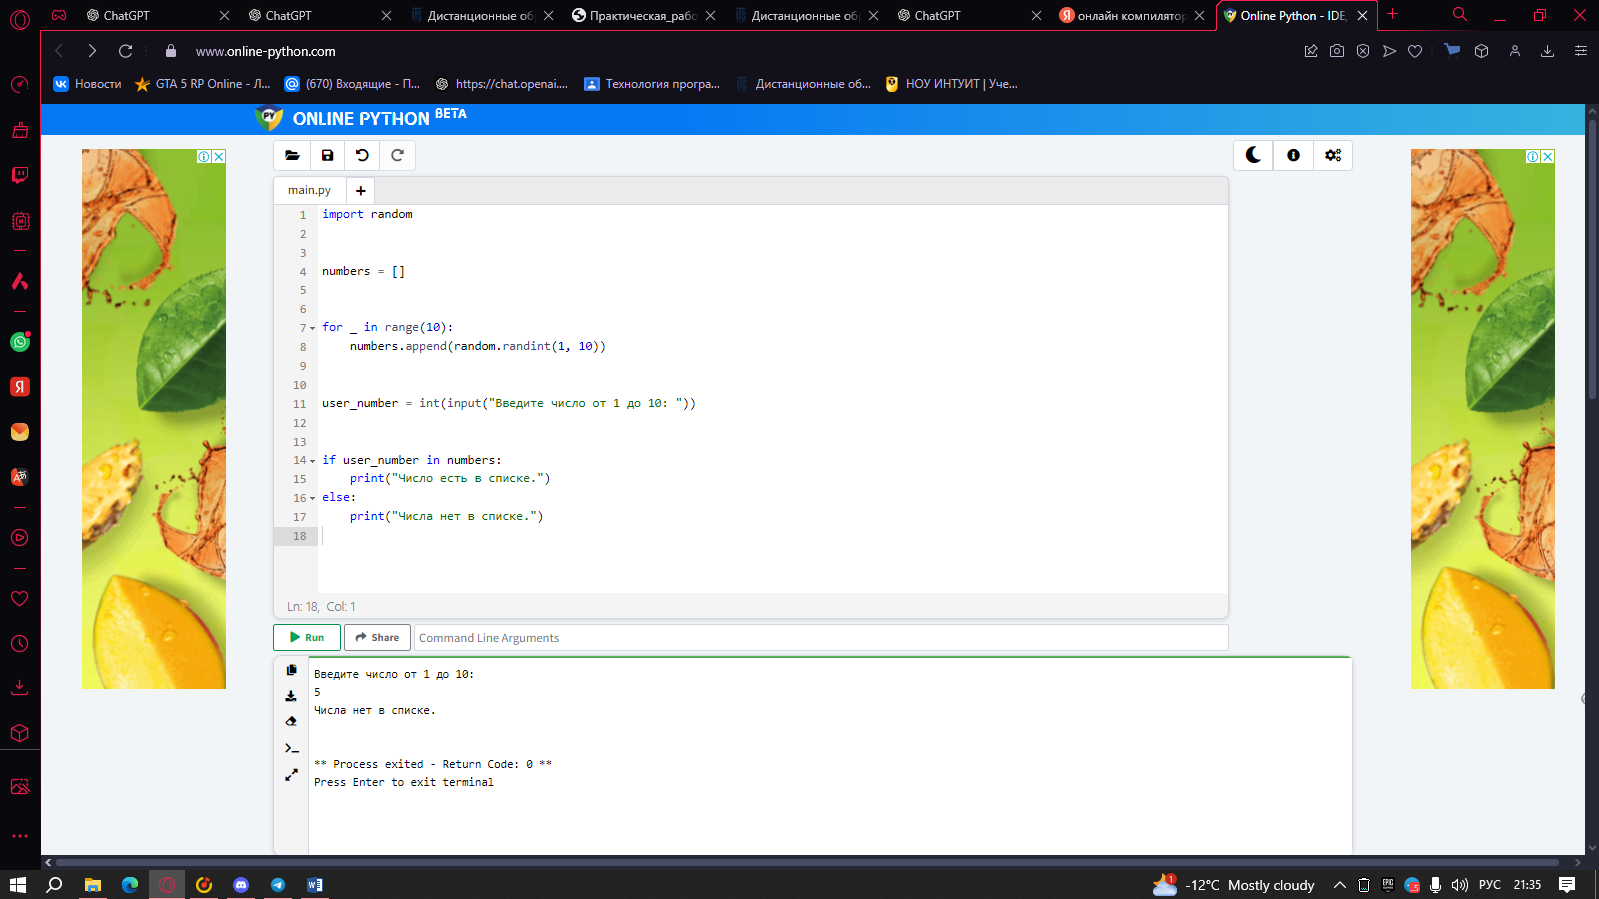 ChatGPT
ChatGPT
Дистанционные об
Практическая_рабо
Дистанционные об
ChatGPT
онлайн компилятор
Online Python - IDE,
www.online-python.com
Новости
GTA 5 RP Online - Л...
(670) Входящие - П...
https://chat.openai....
Технология програ...
Дистанционные об...
НОУ ИНТУИТ | Уче...
PY
ONLINE PYTHON BETA
main.py
1 import random
2
3
4 numbers = []
5
6
7 for _ in range(10):
8 numbers.append(random.randint(1, 10))
9
10
11 user_number = int(input("Введите число от 1 до 10: "))
12
13
14 if user_number in numbers:
15 print("Число есть в списке.")
16 else:
17 print("Числа нет в списке.")
18
Ln: 18, Col: 1
Run
Share
Command Line Arguments
Введите число от 1 до 10:
5
Числа нет в списке.
** Process exited - Return Code: 0 **
Press Enter to exit terminal
1
-12°C Mostly cloudy
РУС
21:35